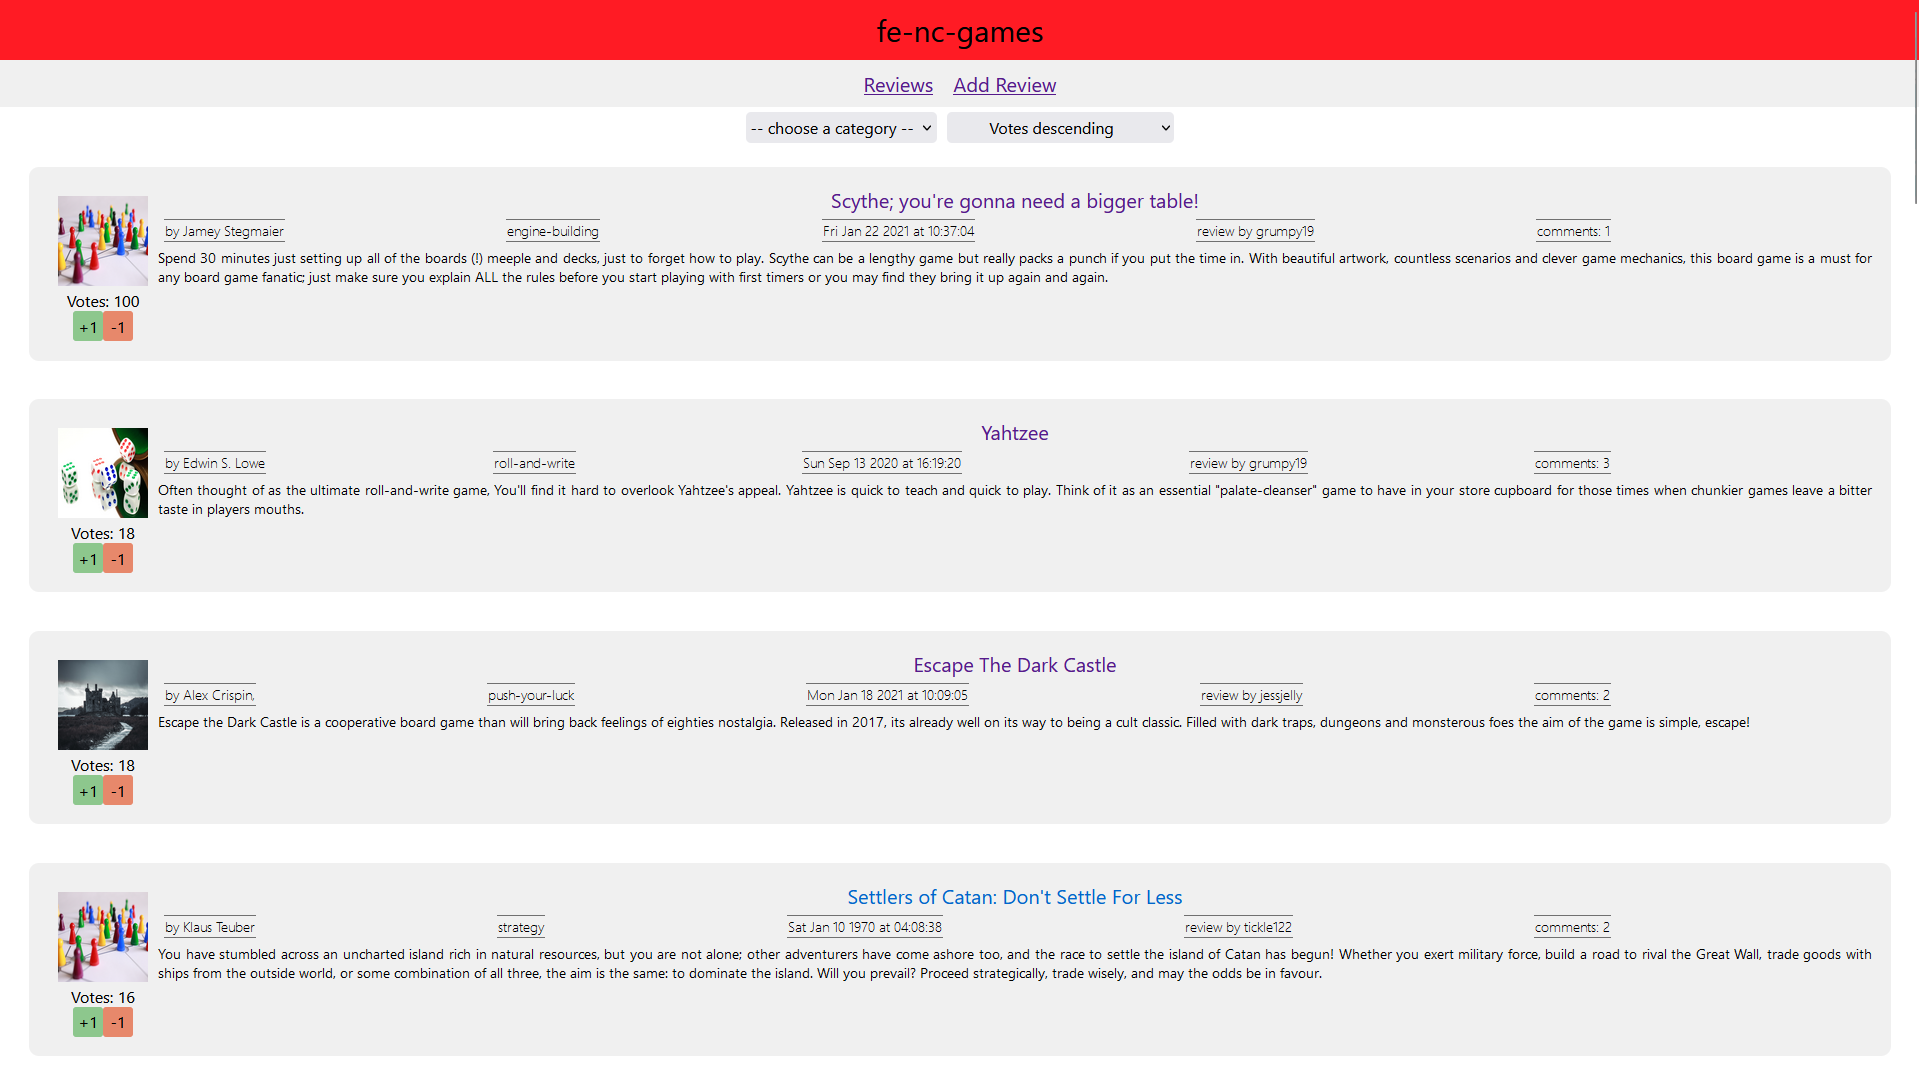 fe-nc-games
Reviews Add Review
-- choose a category -- Votes descending
Scythe; you're gonna need a bigger table!
by Jamey Stegmaier engine-building Fri Jan 22 2021 at 10:37:04 review by grumpy19 comments: 1
Spend 30 minutes just setting up all of the boards (!) meeple and decks, just to forget how to play. Scythe can be a lengthy game but really packs a punch if you put the time in. With beautiful artwork, countless scenarios and clever game mechanics, this board game is a must for
any board game fanatic; just make sure you explain ALL the rules before you start playing with first timers or you may find they bring it up again and again.
Votes: 100
+1 -1
Yahtzee
by Edwin S. Lowe roll-and-write Sun Sep 13 2020 at 16:19:20 review by grumpy19 comments: 3
Often thought of as the ultimate roll-and-write game, You'll find it hard to overlook Yahtzee's appeal. Yahtzee is quick to teach and quick to play. Think of it as an essential "palate-cleanser" game to have in your store cupboard for those times when chunkier games leave a bitter
taste in players mouths.
Votes: 18
+1 -1
Escape The Dark Castle
by Alex Crispin, push-your-luck Mon Jan 18 2021 at 10:09:05 review by jessjelly comments: 2
Escape the Dark Castle is a cooperative board game than will bring back feelings of eighties nostalgia. Released in 2017, its already well on its way to being a cult classic. Filled with dark traps, dungeons and monsterous foes the aim of the game is simple, escape!
Votes: 18
+1 -1
Settlers of Catan: Don't Settle For Less
by Klaus Teuber strategy Sat Jan 10 1970 at 04:08:38 review by tickle122 comments: 2
You have stumbled across an uncharted island rich in natural resources, but you are not alone; other adventurers have come ashore too, and the race to settle the island of Catan has begun! Whether you exert military force, build a road to rival the Great Wall, trade goods with
ships from the outside world, or some combination of all three, the aim is the same: to dominate the island. Will you prevail? Proceed strategically, trade wisely, and may the odds be in favour.
Votes: 16
+1 -1